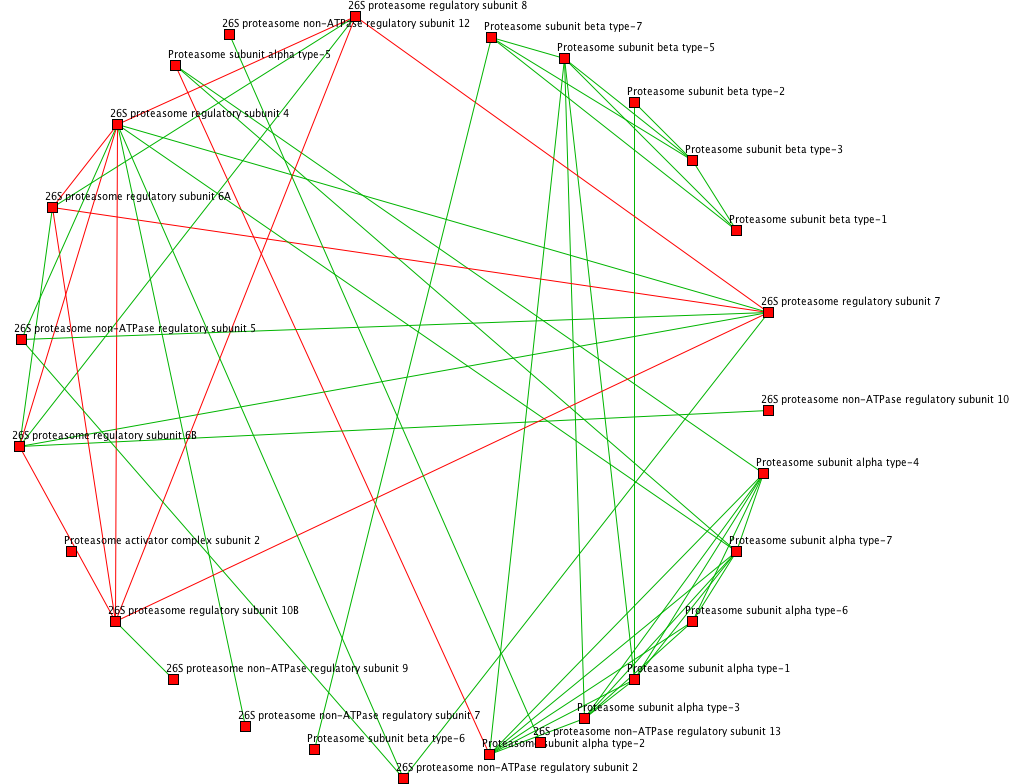 26S proteasome regulatory subunit 8
26S proteasome non-ATPase regulatory subunit 12
Proteasome subunit beta type-7
Proteasome subunit beta type-5
Proteasome subunit alpha type-5
Proteasome subunit beta type-2
26S proteasome regulatory subunit 4
Proteasome subunit beta type-3
26S proteasome regulatory subunit 6A
Proteasome subunit beta type-1
26S proteasome regulatory subunit 7
26S proteasome non-ATPase regulatory subunit 5
26S proteasome non-ATPase regulatory subunit 10
26S proteasome regulatory subunit 6B
Proteasome subunit alpha type-4
Proteasome activator complex subunit 2
Proteasome subunit alpha type-7
26S proteasome regulatory subunit 10B
Proteasome subunit alpha type-6
26S proteasome non-ATPase regulatory subunit 9
Proteasome subunit alpha type-1
Proteasome subunit alpha type-3
26S proteasome non-ATPase regulatory subunit 7
26S proteasome non-ATPase regulatory subunit 13
Proteasome subunit beta type-6
Proteasome subunit alpha type-2
26S proteasome non-ATPase regulatory subunit 2